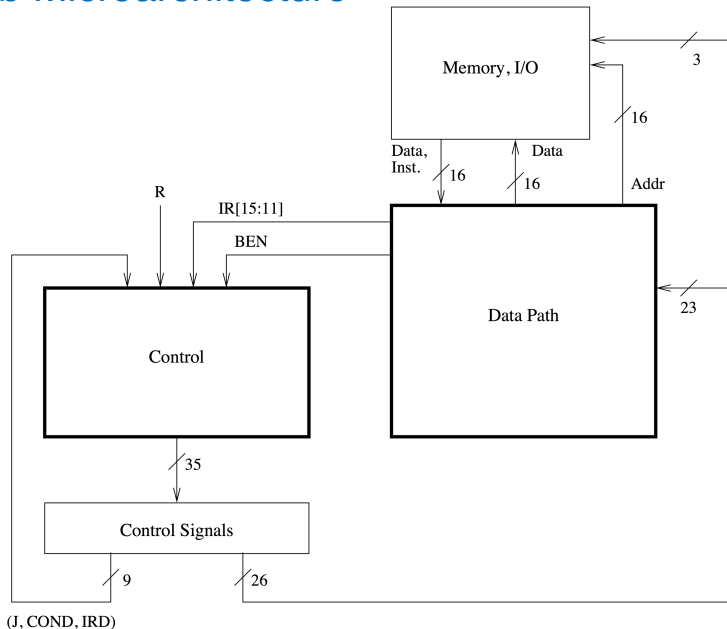 Microarchitecture
Memory, I/O
3
16
Data,
Inst.
16
Data
16
Addr
R
IR[15:11]
BEN
23
Data Path
Control
35
Control Signals
9
26
(J, COND, IRD)